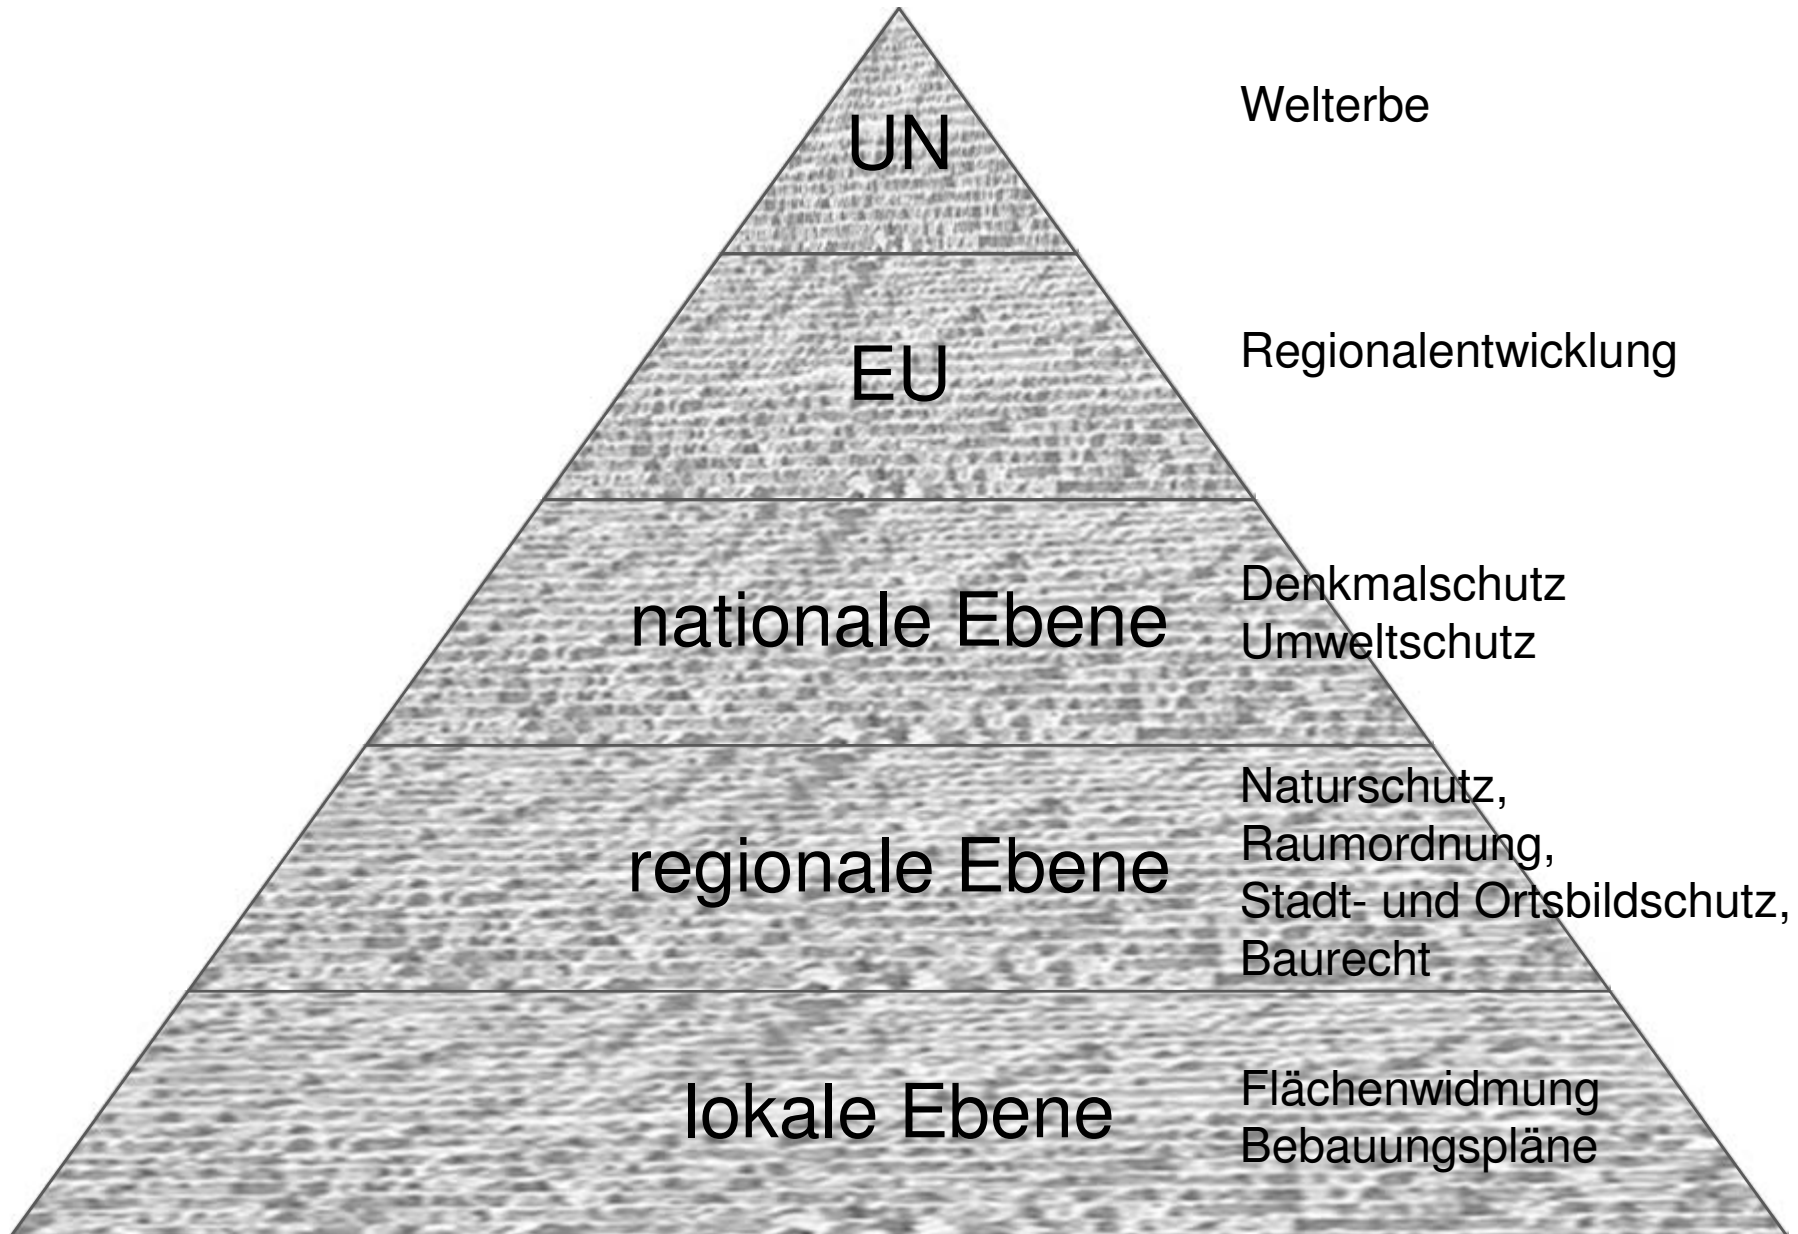 UN
Welterbe
EU
Regionalentwicklung
nationale Ebene
Denkmalschutz
Umweltschutz
regionale Ebene
Naturschutz,
Raumordnung,
Stadt- und Ortsbildschutz,
Baurecht
lokale Ebene
Flächenwidmung
Bebauungspläne